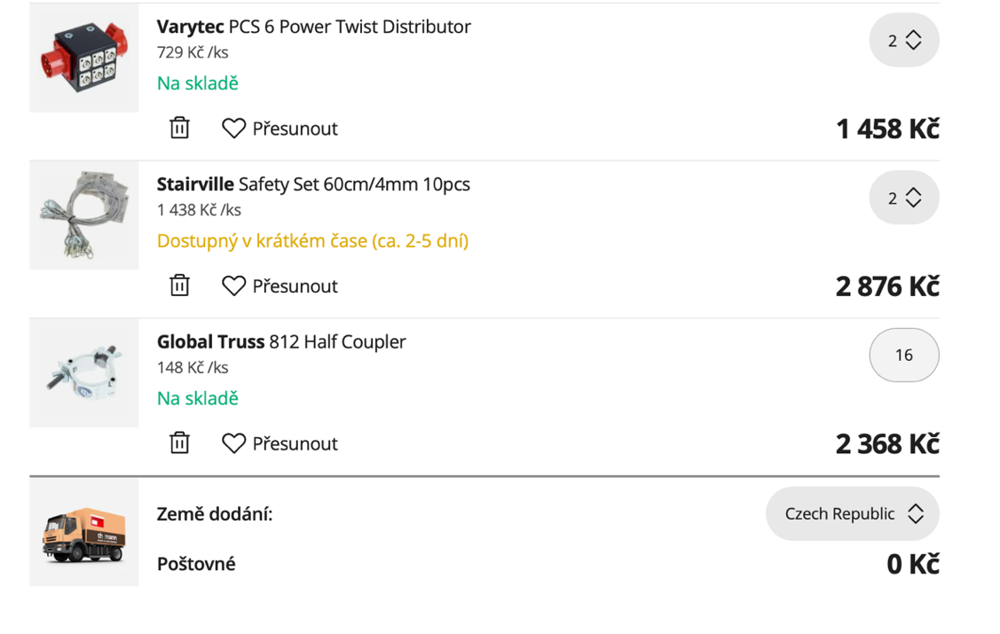 Varytec PCS 6 Power Twist Distributor
2
729 Kč /ks
Na skladě
Přesunout
1 458 Kč
Stairville Safety Set 60cm/4mm 10pcs
2
1 438 Kč /ks
Dostupný v krátkém čase (ca. 2-5 dní)
Přesunout
2 876 Kč
Global Truss 812 Half Coupler
16
148 Kč /ks
Na skladě
Přesunout
2 368 Kč
Země dodání:
Czech Republic
Poštovné
0 Kč